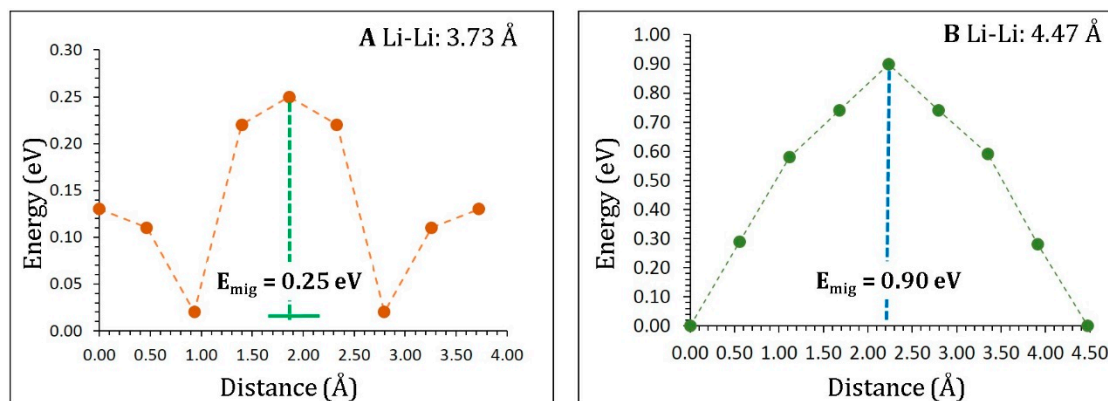 A Li-Li: 3.73 Å
0.30
0.25
0.20
0.15
0.10
0.05
0.00
Energy (eV)
E_mig = 0.25 eV
0.00 0.50 1.00 1.50 2.00 2.50 3.00 3.50 4.00
Distance (Å)
B Li-Li: 4.47 Å
1.00
0.90
0.80
0.70
0.60
0.50
0.40
0.30
0.20
0.10
0.00
Energy (eV)
E_mig = 0.90 eV
0.00 0.50 1.00 1.50 2.00 2.50 3.00 3.50 4.00 4.50
Distance (Å)